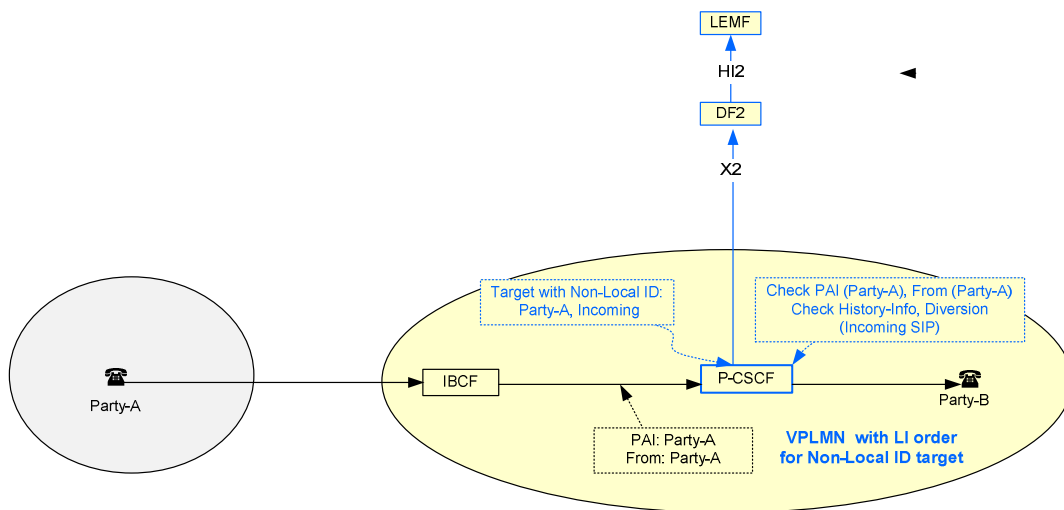 LEMF
HI2
DF2
X2
Target with Non-Local ID:
Party-A, Incoming
Check PAI (Party-A), From (Party-A)
Check History-Info, Diversion
(Incoming SIP)
IBCF
P-CSCF
Party-A
Party-B
PAI: Party-A
From: Party-A
VPLMN with LI order
for Non-Local ID target